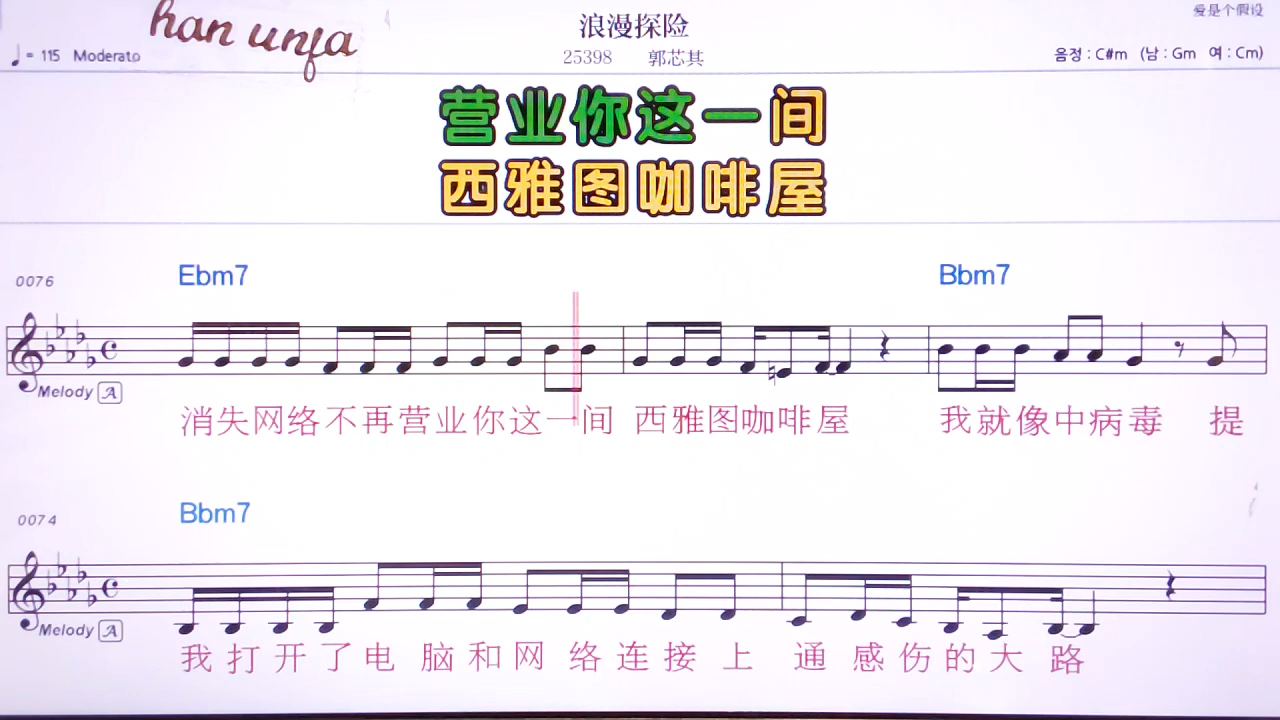 han unfa
浪漫探险
爱是个假设
♩= 115 Moderato
25398 郭芯其
음정 : C#m (남 : Gm 여 : Cm)
营业你这一间
西雅图咖啡屋
0076
Ebm7 Bbm7
Melody A
消失网络不再营业你这一间 西雅图咖啡屋 我就像中病毒 提
0074
Bbm7
Melody A
我打开了电脑和网络连接上 通感伤的大路